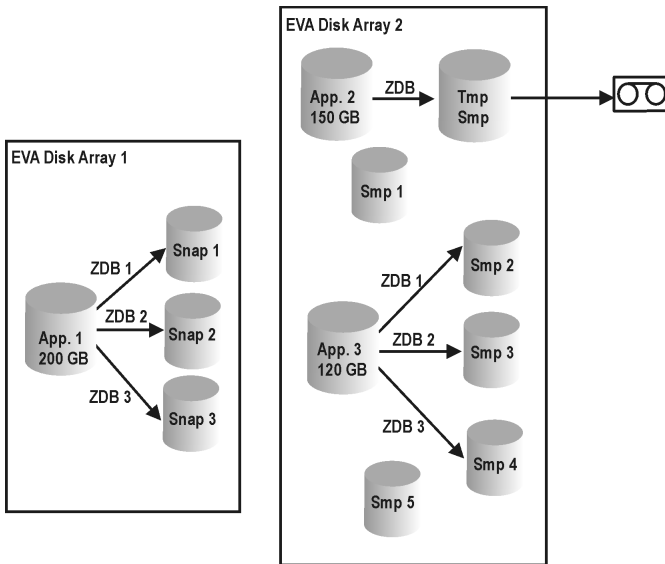 EVA Disk Array 1
Snap 1
ZDB 1
App. 1
200 GB
ZDB 2
Snap 2
ZDB 3
Snap 3
EVA Disk Array 2
App. 2
150 GB
ZDB
Tmp
Smp
Smp 1
Smp 2
ZDB 1
App. 3
120 GB
ZDB 2
Smp 3
ZDB 3
Smp 4
Smp 5